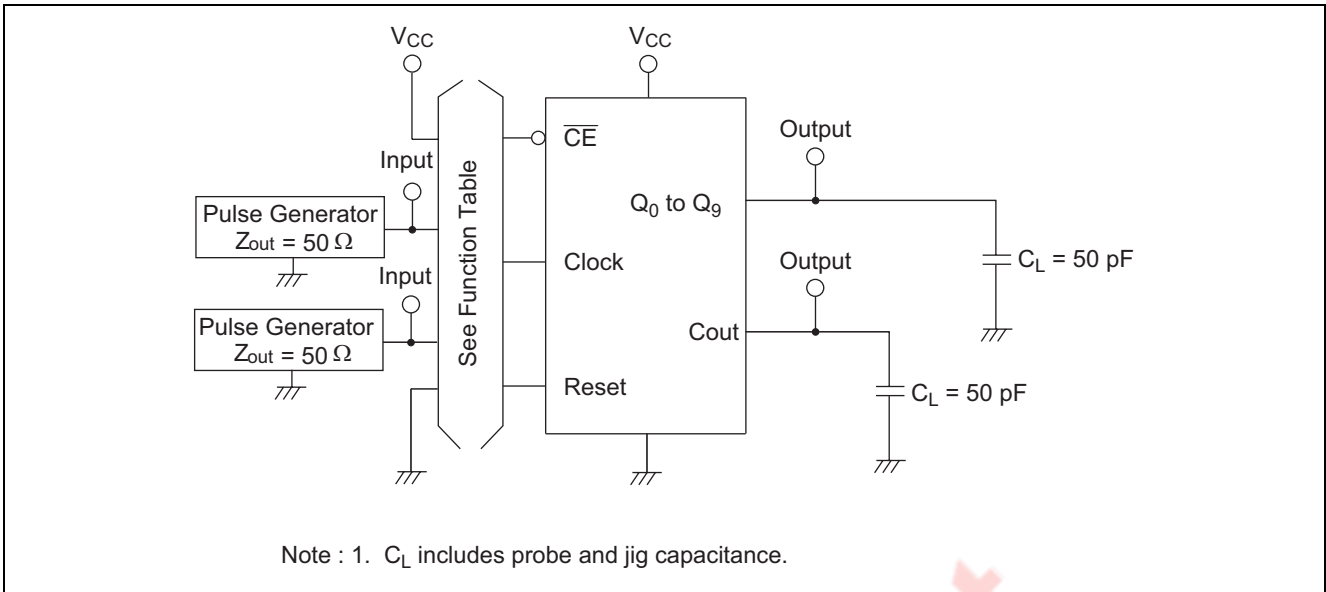 VCC
VCC
Output
Input
CE
See Function Table
Q0 to Q9
Pulse Generator
Zout = 50 Ω
Clock
Output
CL = 50 pF
Input
Pulse Generator
Zout = 50 Ω
Cout
Reset
CL = 50 pF
Note : 1. CL includes probe and jig capacitance.